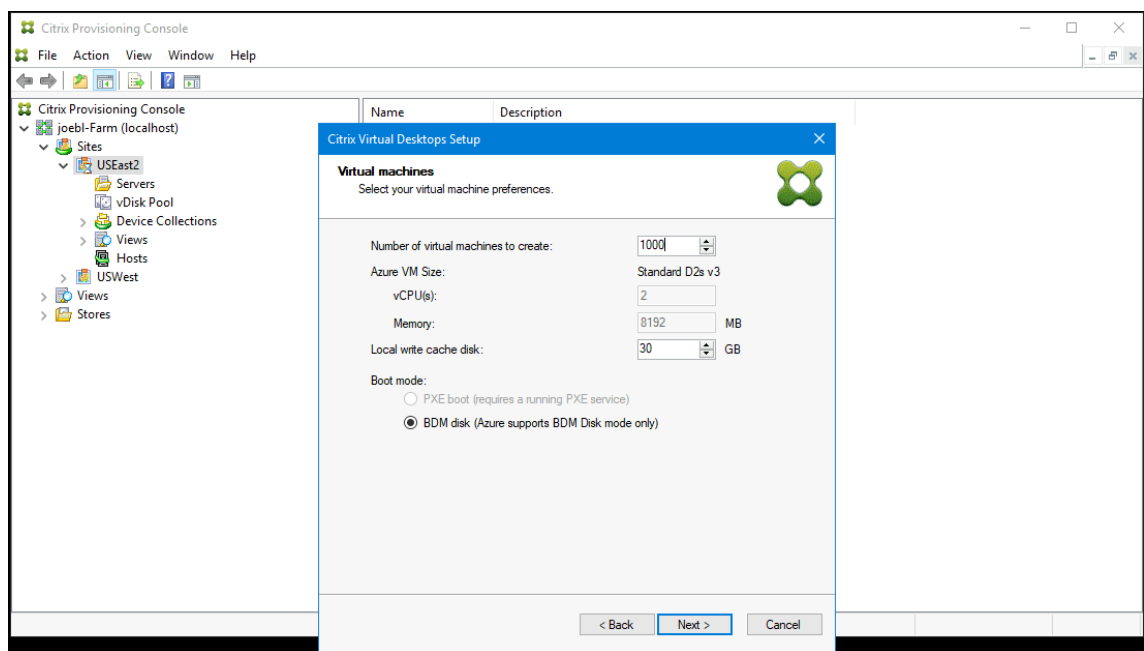 Citrix Provisioning Console
File Action View Window Help
Citrix Provisioning Console
joebl-Farm (localhost)
Sites
USEast2
Servers
vDisk Pool
Device Collections
Views
Hosts
USWest
Views
Stores
Name Description
Citrix Virtual Desktops Setup
Virtual machines
Select your virtual machine preferences.
Number of virtual machines to create: 1000
Azure VM Size: Standard D2s v3
vCPU(s): 2
Memory: 8192 MB
Local write cache disk: 30 GB
Boot mode:
PXE boot (requires a running PXE service)
BDM disk (Azure supports BDM Disk mode only)
< Back Next > Cancel